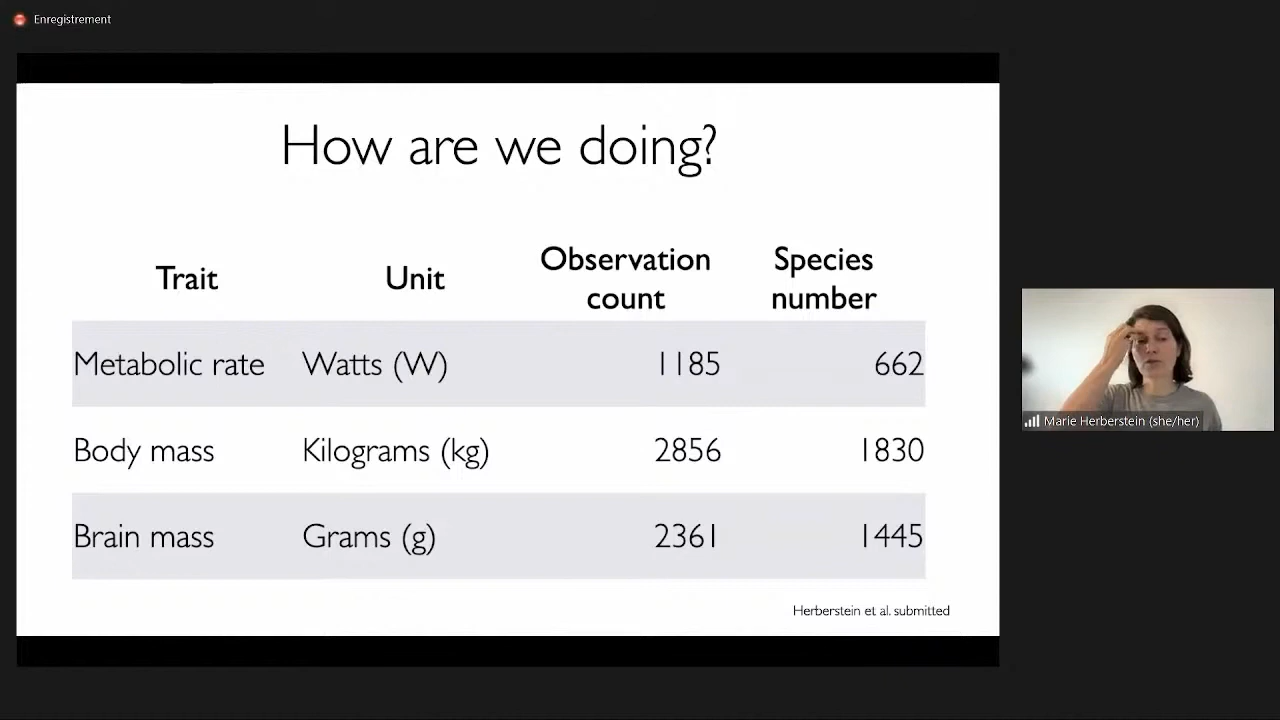 Enregistrement
How are we doing?
Trait Unit Observation count Species number
Metabolic rate Watts (W) 1185 662
Body mass Kilograms (kg) 2856 1830
Brain mass Grams (g) 2361 1445
Herberstein et al. submitted
Marie Herberstein (she/her)